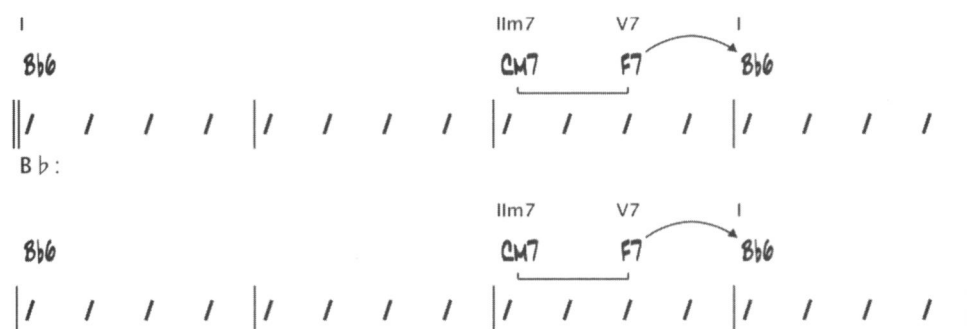 I IIm7 V7 I
Bb6 CM7 F7 Bb6
/ / / / / / / / / / / / / / / /
B♭:
IIm7 V7 I
Bb6 CM7 F7 Bb6
/ / / / / / / / / / / / / / / /